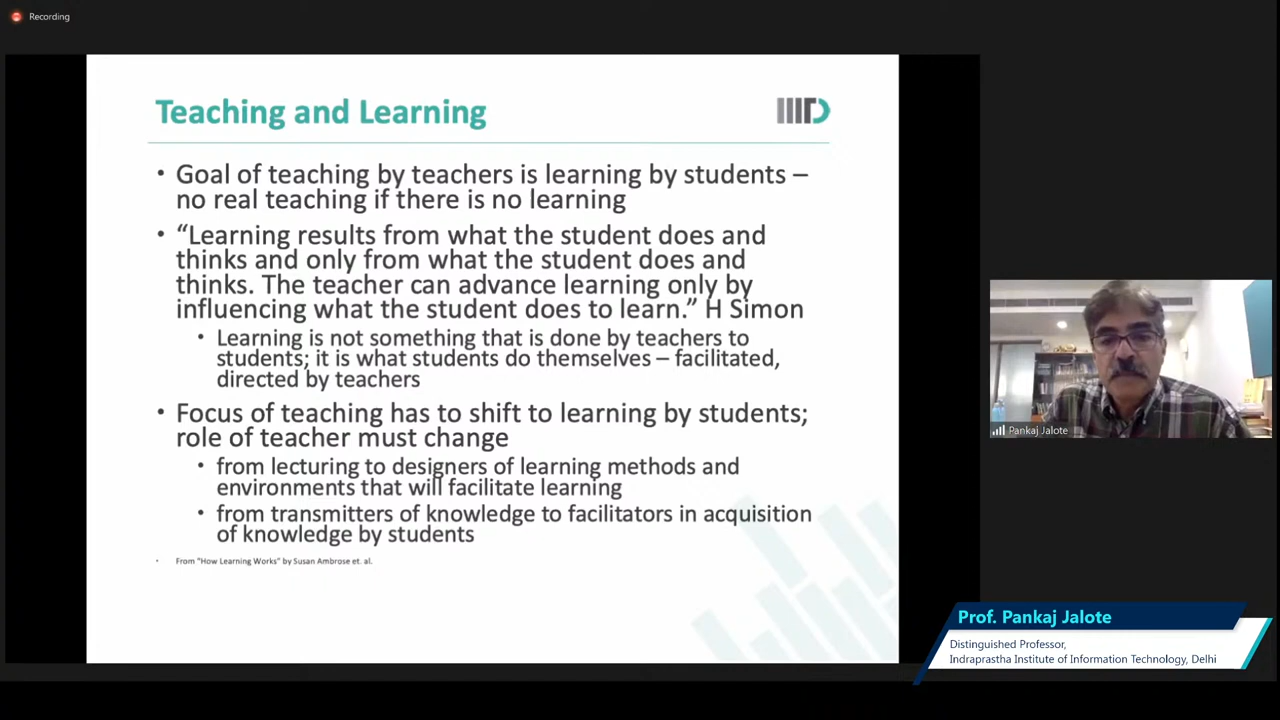 Recording
Teaching and Learning
IIITD
• Goal of teaching by teachers is learning by students –
no real teaching if there is no learning
• “Learning results from what the student does and
thinks and only from what the student does and
thinks. The teacher can advance learning only by
influencing what the student does to learn.” H Simon
• Learning is not something that is done by teachers to
students; it is what students do themselves – facilitated,
directed by teachers
• Focus of teaching has to shift to learning by students;
role of teacher must change
• from lecturing to designers of learning methods and
environments that will facilitate learning
• from transmitters of knowledge to facilitators in acquisition
of knowledge by students
• From “How Learning Works” by Susan Ambrose et. al.
Pankaj Jalote
Prof. Pankaj Jalote
Distinguished Professor,
Indraprastha Institute of Information Technology, Delhi